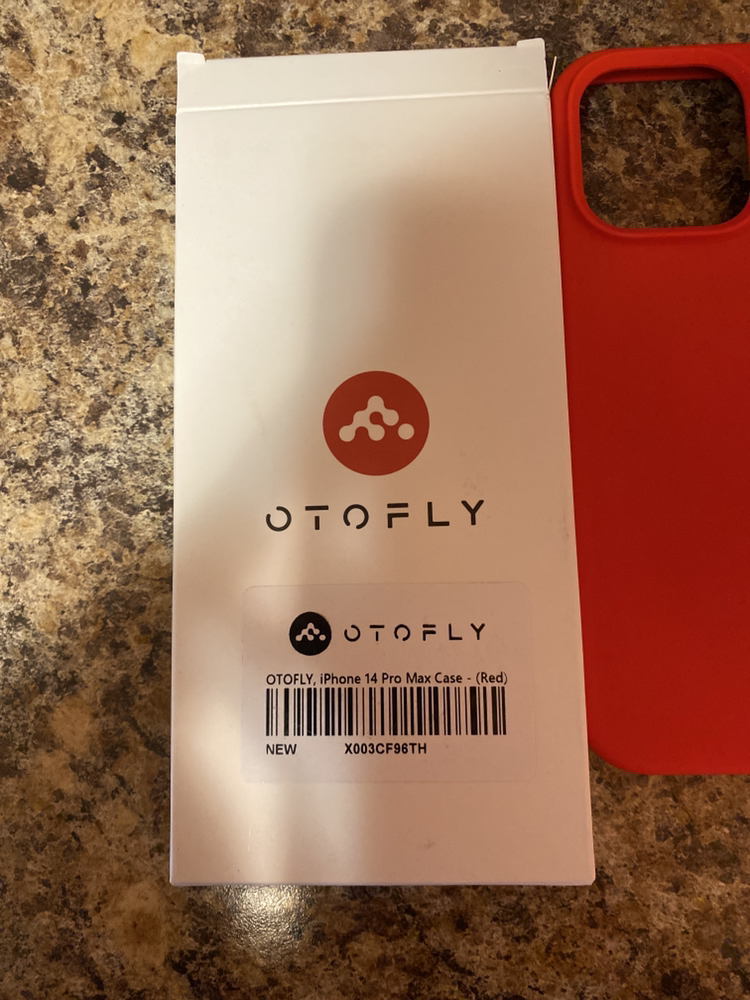 OTOFLY
OTOFLY
OTOFLY, iPhone 14 Pro Max Case - (Red)
NEW X003CF96TH